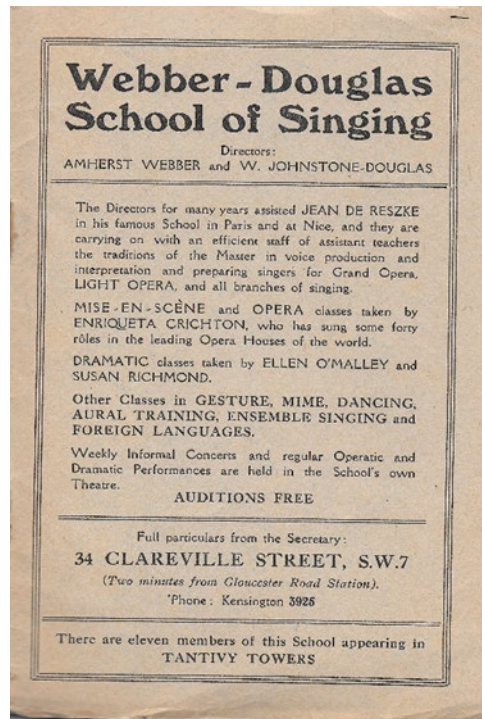 Webber-Douglas
School of Singing
Directors:
AMHERST WEBBER and W. JOHNSTONE-DOUGLAS
The Directors for many years assisted JEAN DE RESZKE
in his famous School in Paris and at Nice, and they are
carrying on with an efficient staff of assistant teachers
the traditions of the Master in voice production and
interpretation and preparing singers for Grand Opera,
LIGHT OPERA, and all branches of singing.
MISE-EN-SCÈNE and OPERA classes taken by
ENRIQUETA CRICHTON, who has sung some forty
rôles in the leading Opera Houses of the world.
DRAMATIC classes taken by ELLEN O'MALLEY and
SUSAN RICHMOND.
Other Classes in GESTURE, MIME, DANCING,
AURAL TRAINING, ENSEMBLE SINGING and
FOREIGN LANGUAGES.
Weekly Informal Concerts and regular Operatic and
Dramatic Performances are held in the School's own
Theatre.
AUDITIONS FREE
Full particulars from the Secretary:
34 CLAREVILLE STREET, S.W.7
(Two minutes from Gloucester Road Station).
'Phone: Kensington 3925
There are eleven members of this School appearing in
TANTIVY TOWERS